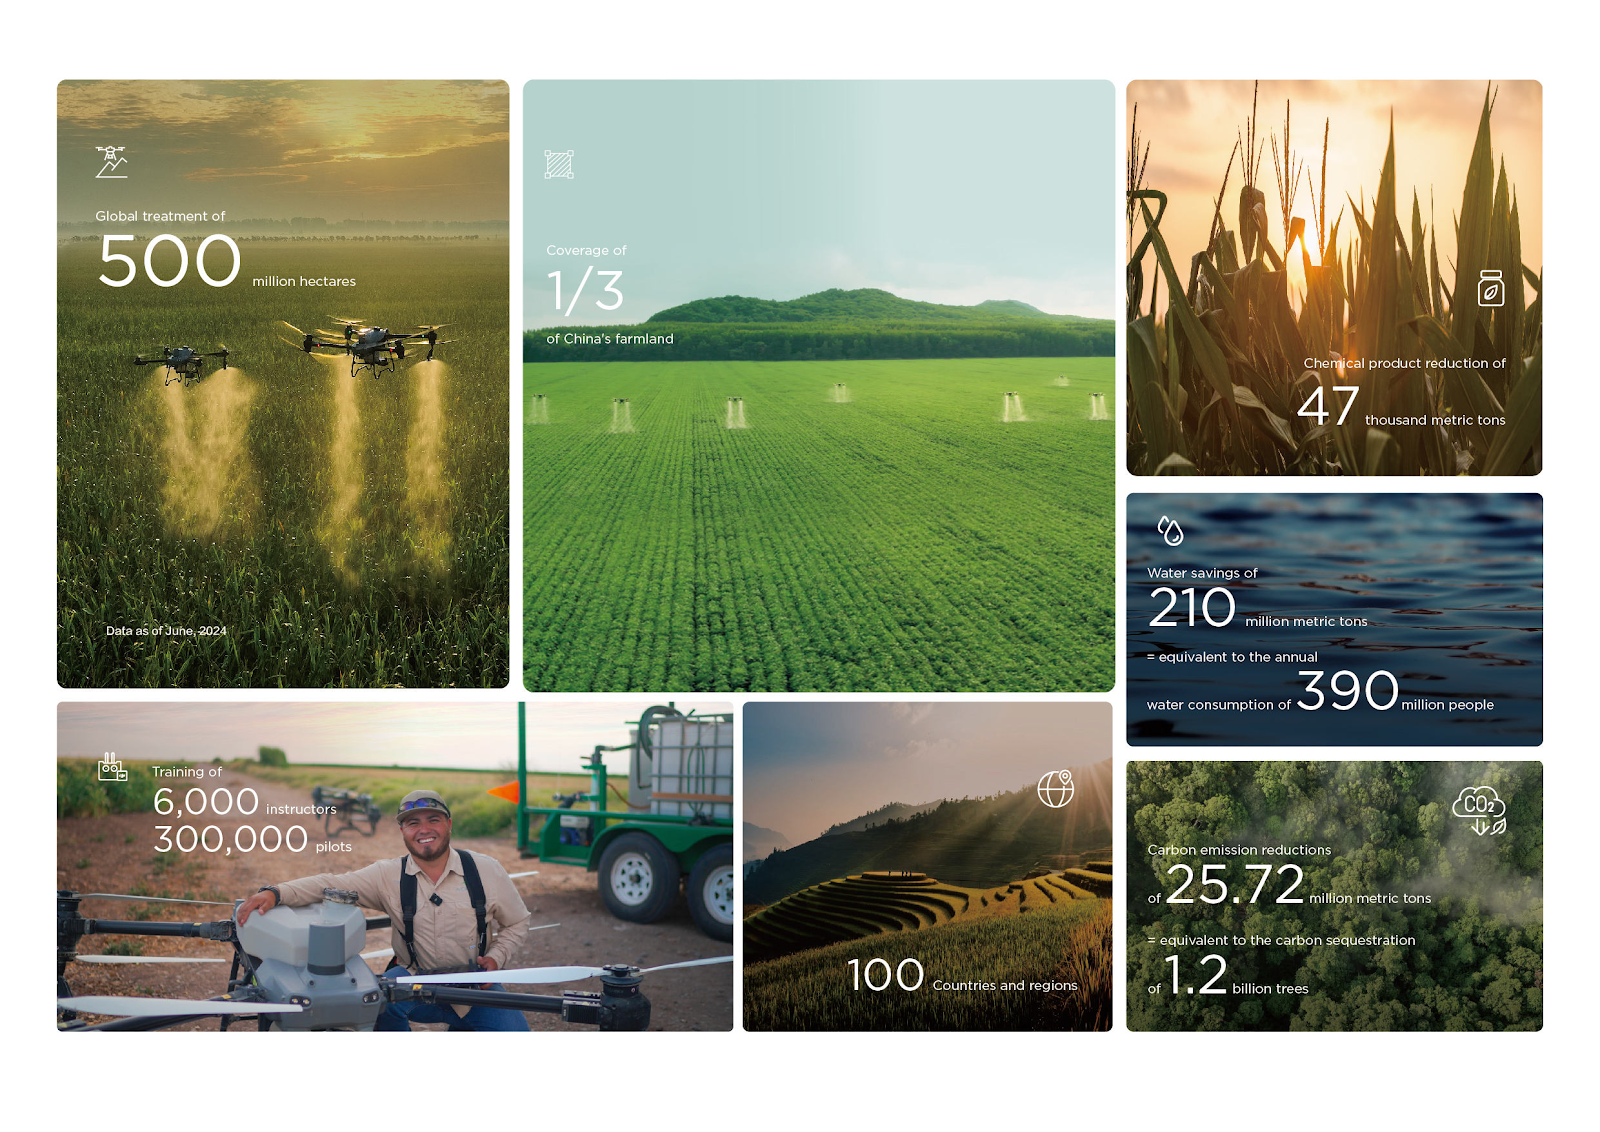 Global treatment of
500 million hectares
Data as of June, 2024
Coverage of
1/3
of China's farmland
Chemical product reduction of
47 thousand metric tons
Water savings of
210 million metric tons
= equivalent to the annual
water consumption of 390 million people
Training of
6,000 instructors
300,000 pilots
100 Countries and regions
CO2
Carbon emission reductions
of 25.72 million metric tons
= equivalent to the carbon sequestration
of 1.2 billion trees